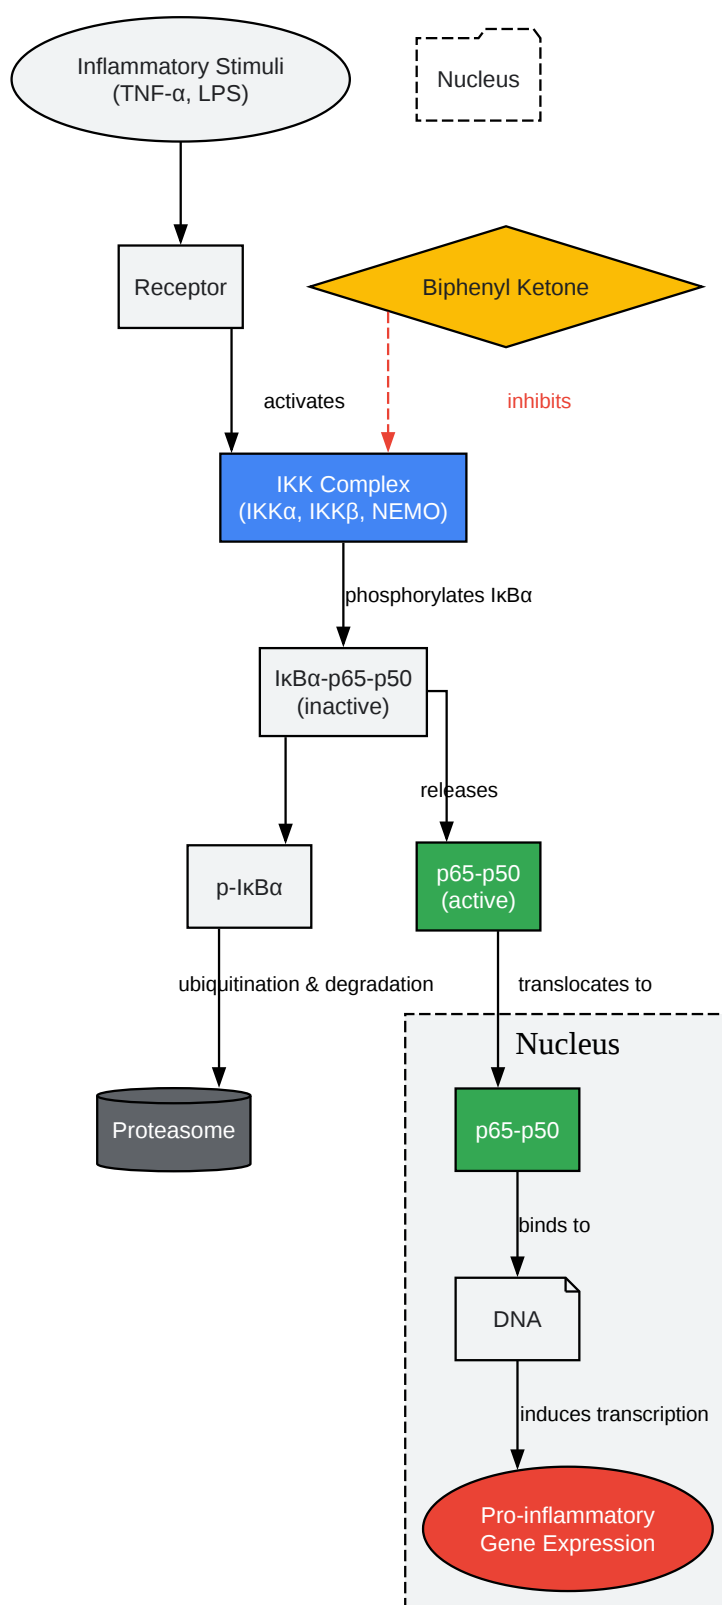 Inflammatory Stimuli
(TNF-α, LPS)
Nucleus
Receptor
Biphenyl Ketone
activates
inhibits
IKK Complex
(IKKα, IKKβ, NEMO)
phosphorylates IκBα
IκBα-p65-p50
(inactive)
releases
p-IκBα
p65-p50
(active)
ubiquitination & degradation
translocates to
Nucleus
Proteasome
p65-p50
binds to
DNA
induces transcription
Pro-inflammatory
Gene Expression